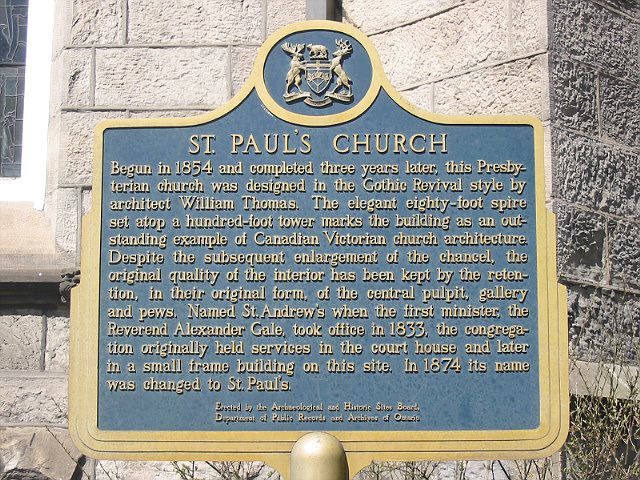 ST. PAUL'S CHURCH
Begun in 1854 and completed three years later, this Presby-
terian church was designed in the Gothic Revival style by
architect William Thomas. The elegant eighty-foot spire
set atop a hundred-foot tower marks the building as an out-
standing example of Canadian Victorian church architecture.
Despite the subsequent enlargement of the chancel, the
original quality of the interior has been kept by the reten-
tion, in their original form, of the central pulpit, gallery
and pews. Named St. Andrew's when the first minister, the
Reverend Alexander Gale, took office in 1833, the congrega-
tion originally held services in the court house and later
in a small frame building on this site. In 1874 its name
was changed to St. Paul's.
Erected by the Archaeological and Historic Sites Board,
Department of Public Records and Archives of Ontario